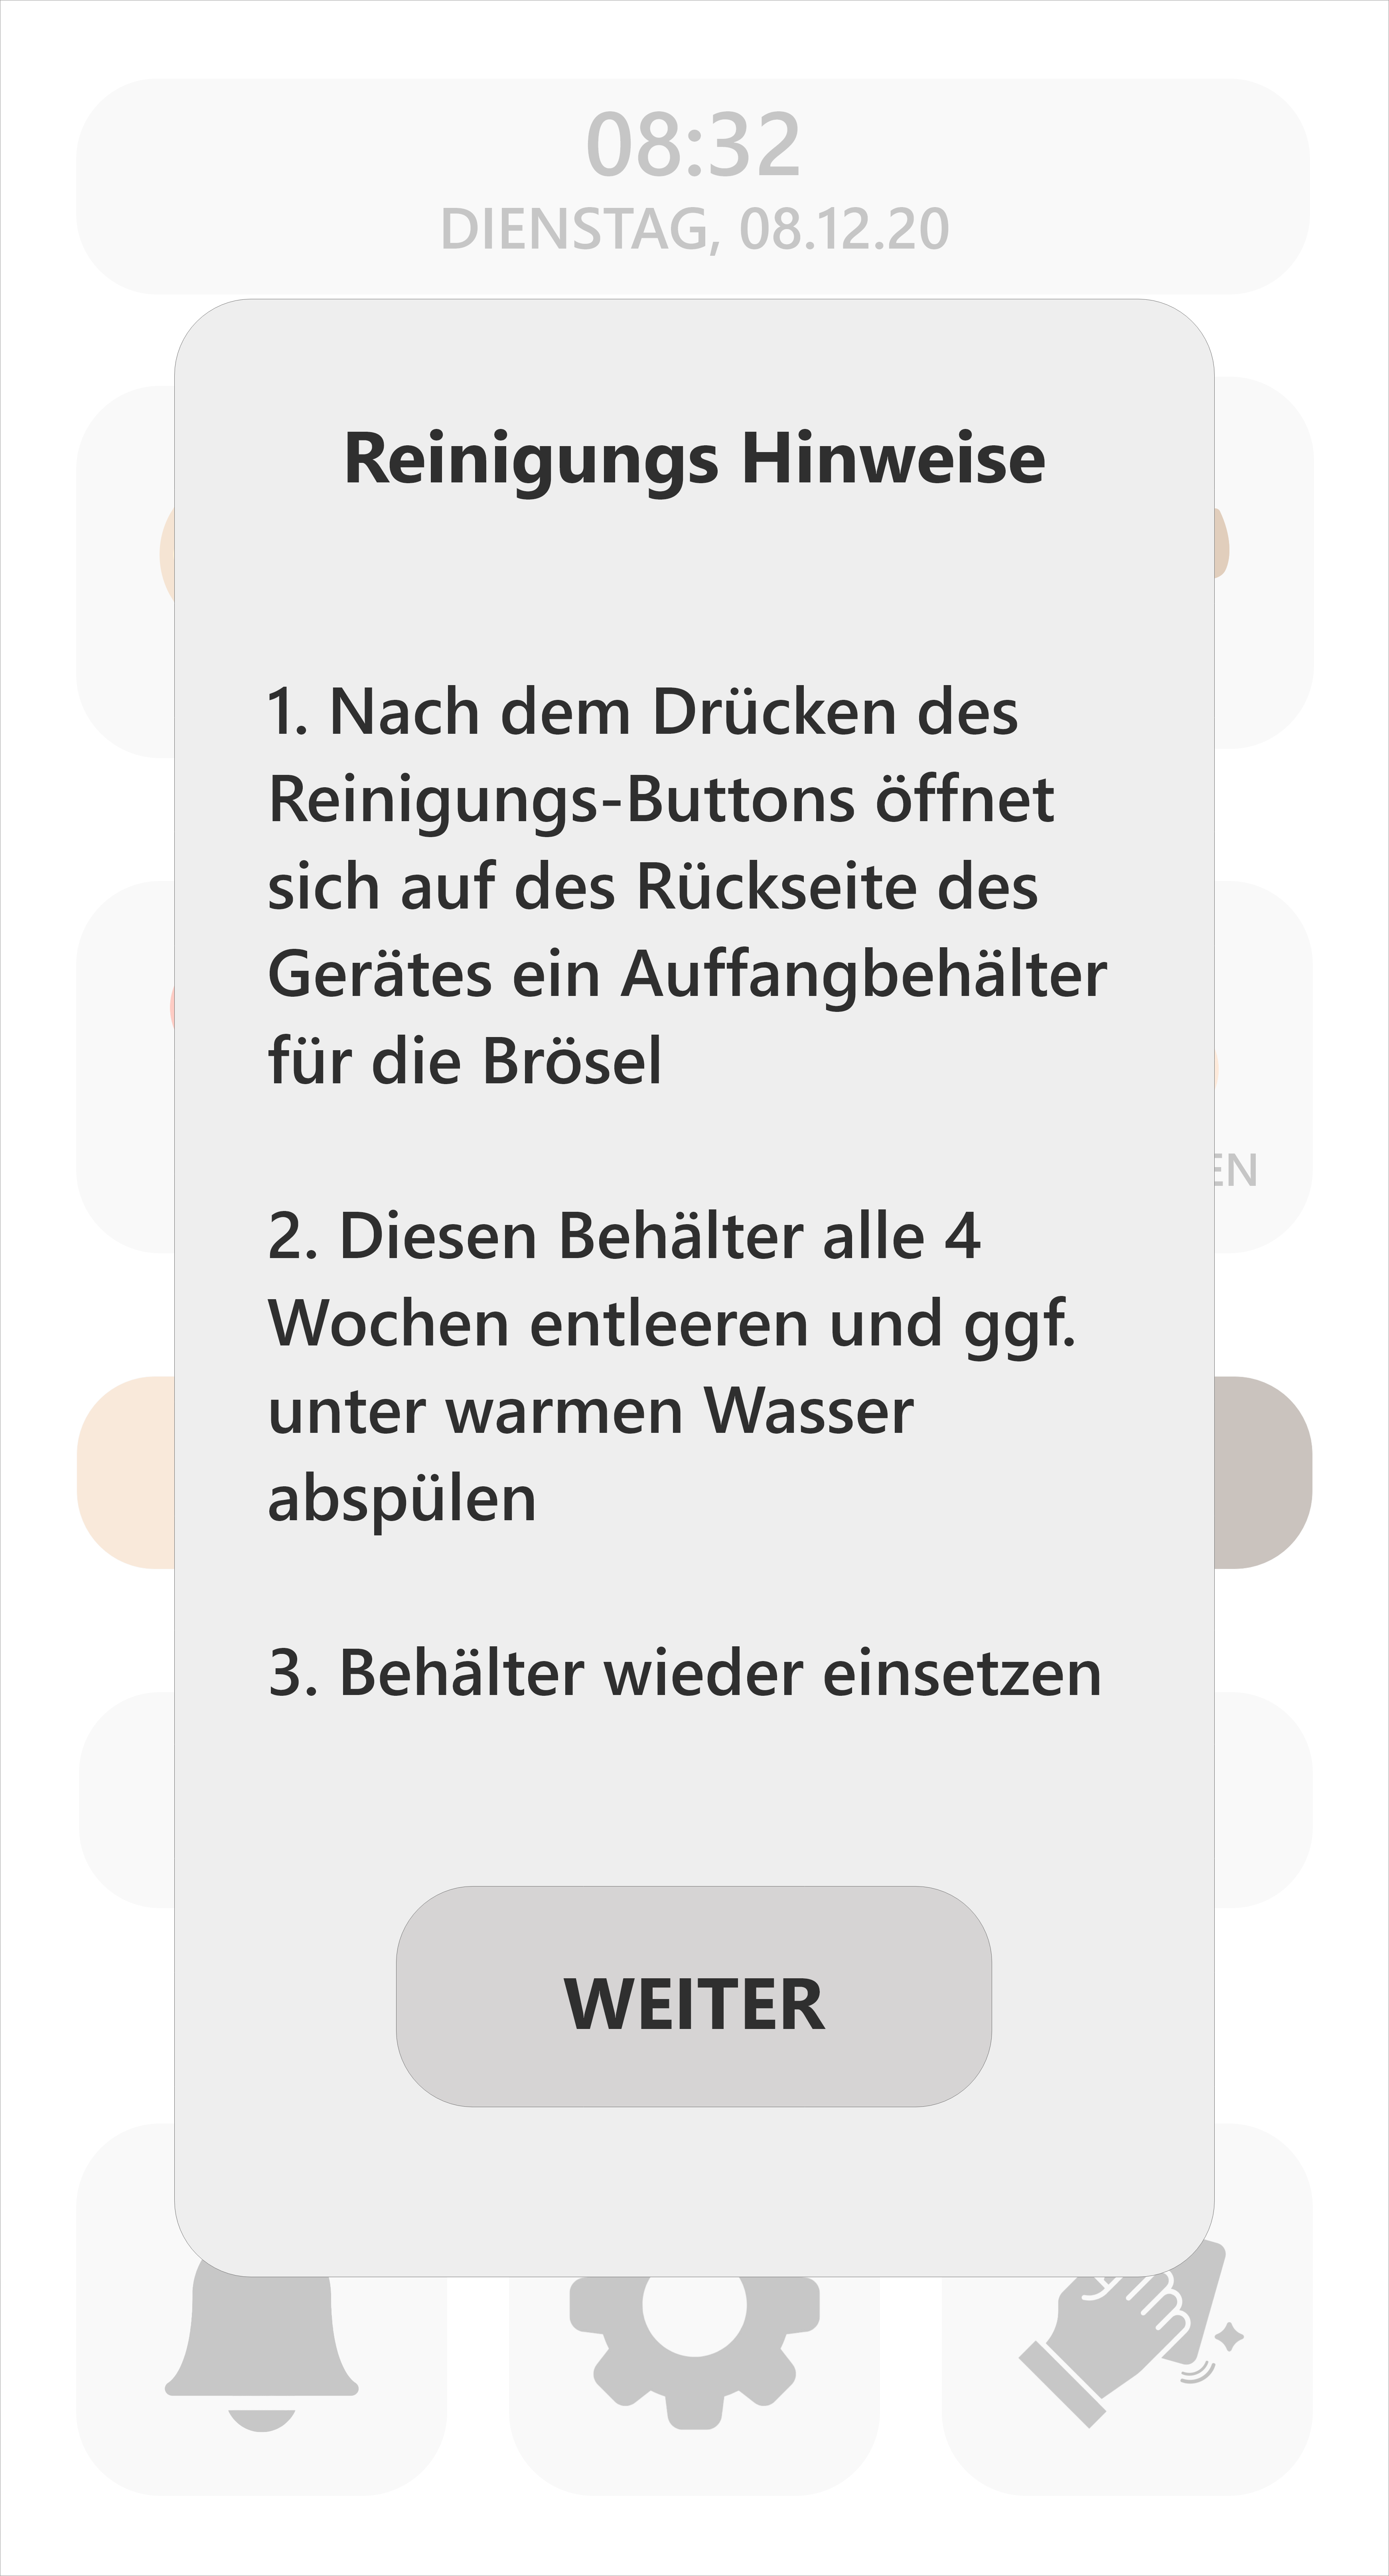 08:32
DIENSTAG, 08.12.20
Reinigungs Hinweise
1. Nach dem Drücken des
Reinigungs-Buttons öffnet
sich auf des Rückseite des
Gerätes ein Auffangbehälter
für die Brösel
EN
2. Diesen Behälter alle 4
Wochen entleeren und ggf.
unter warmen Wasser
abspülen
3. Behälter wieder einsetzen
WEITER